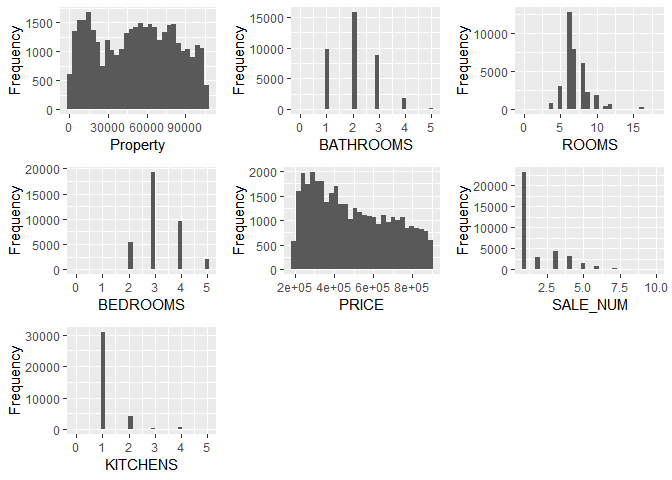 Frequency
1500
1000
500
0
0 30000 60000 90000
Property
Frequency
15000
10000
5000
0
0 1 2 3 4 5
BATHROOMS
Frequency
10000
5000
0
0 5 10 15
ROOMS
Frequency
20000
15000
10000
5000
0
0 1 2 3 4 5
BEDROOMS
Frequency
2000
1500
1000
500
0
2e+05 4e+05 6e+05 8e+05
PRICE
Frequency
20000
15000
10000
5000
0
2.5 5.0 7.5 10.0
SALE_NUM
Frequency
30000
20000
10000
0
0 1 2 3 4 5
KITCHENS